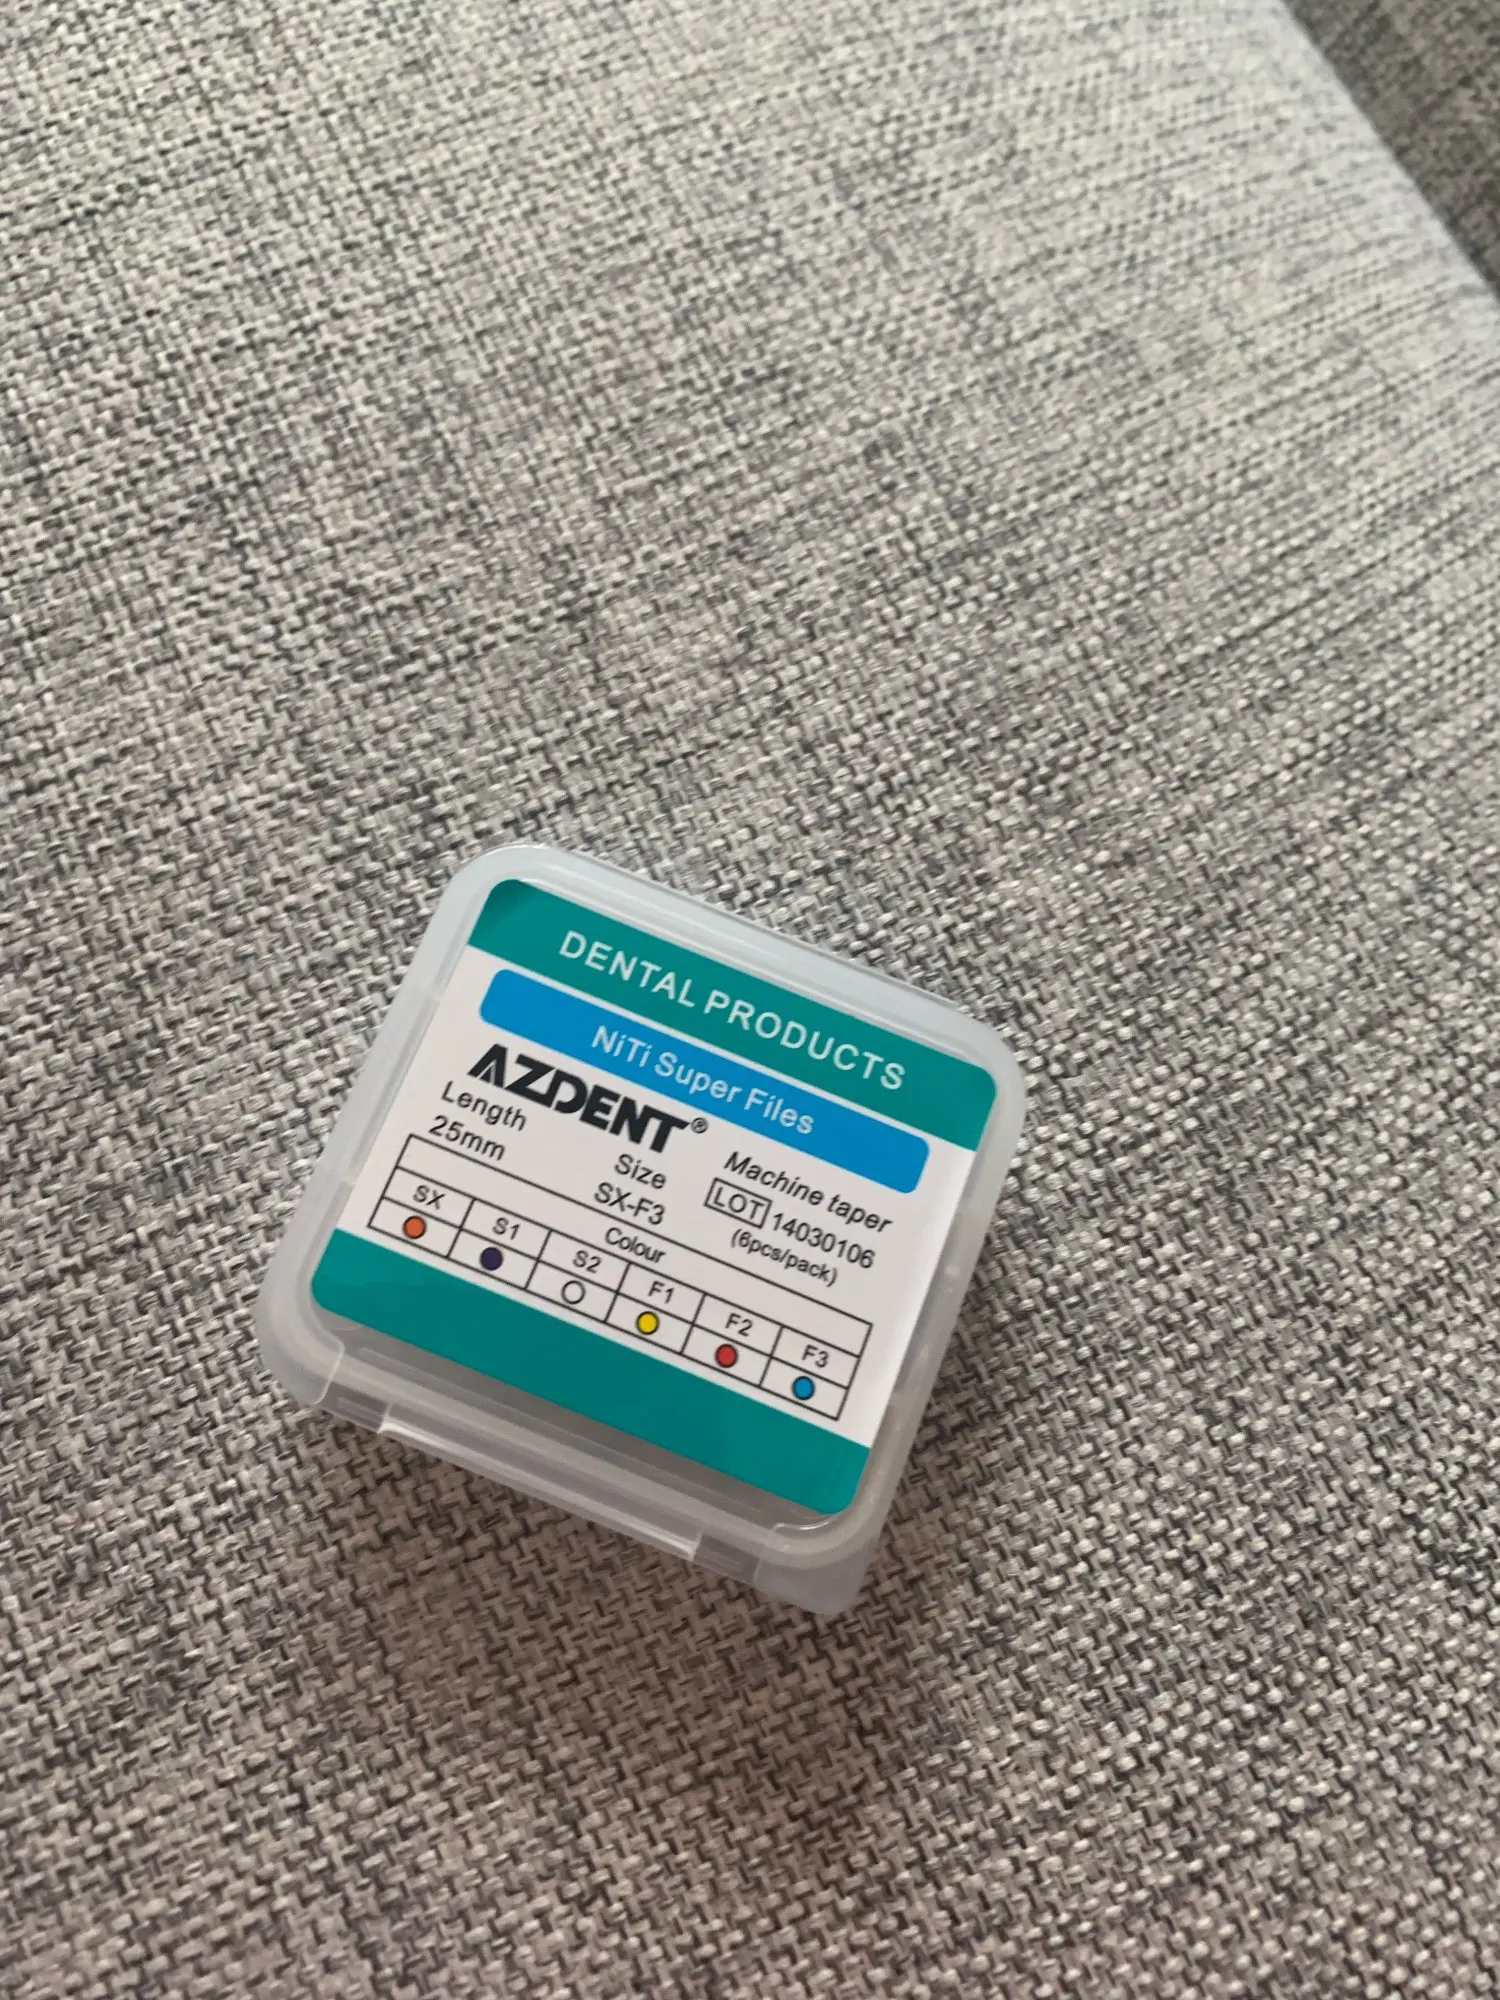 DENTAL PRODUCTS
NiTi Super Files
AZDENT®
Machine taper
Length
25mm
Size
SX-F3
LOT 14030106
(6pcs/pack)
Colour
SX S1 S2 F1 F2 F3